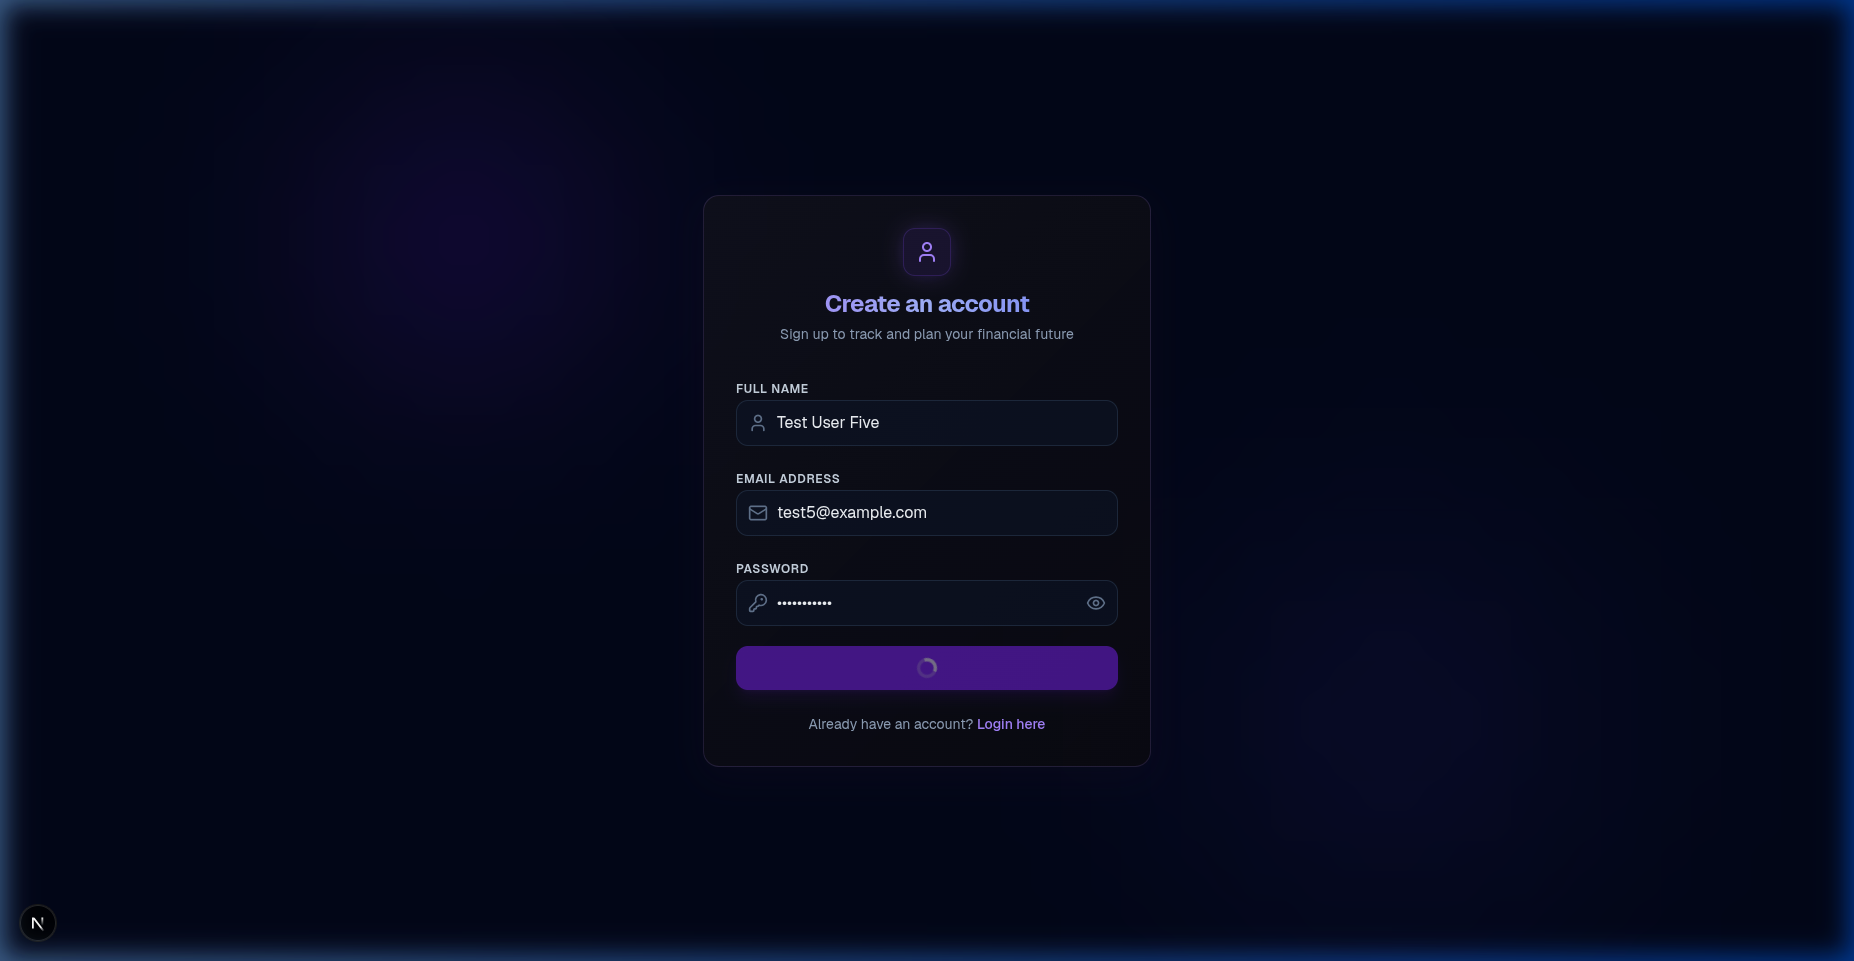 Create an account
Sign up to track and plan your financial future
FULL NAME
Test User Five
EMAIL ADDRESS
test5@example.com
PASSWORD
•••••••••••
Already have an account? Login here
N